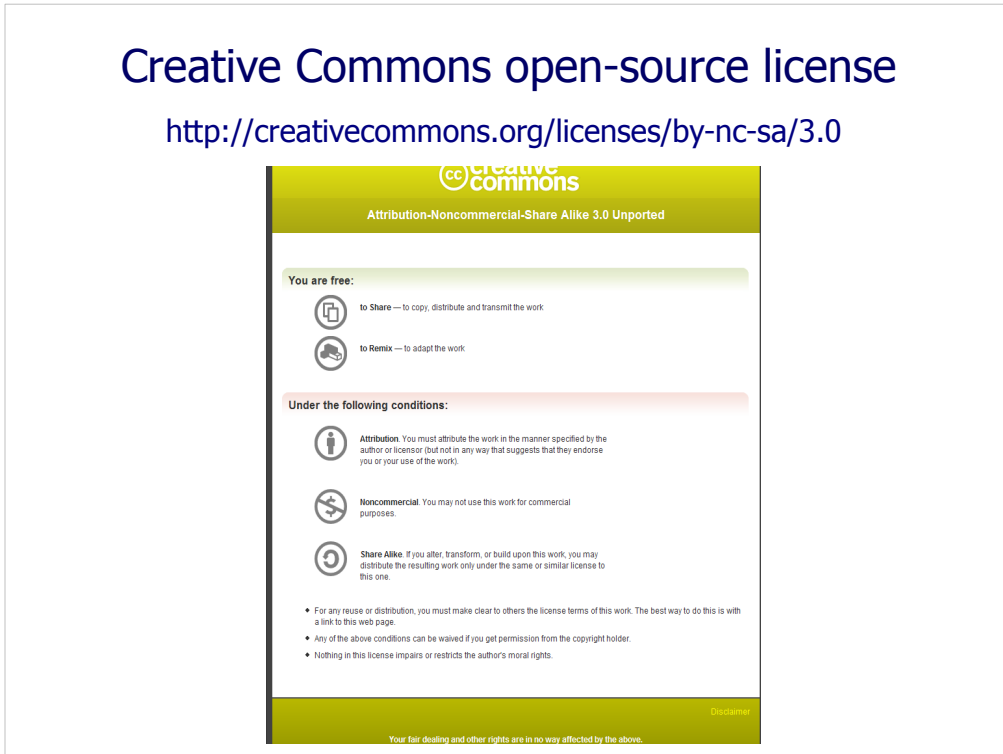 Creative Commons open-source license
http://creativecommons.org/licenses/by-nc-sa/3.0
cc creative
commons
Attribution-Noncommercial-Share Alike 3.0 Unported
You are free:
to Share — to copy, distribute and transmit the work
to Remix — to adapt the work
Under the following conditions:
Attribution. You must attribute the work in the manner specified by the
author or licensor (but not in any way that suggests that they endorse
you or your use of the work).
$
Noncommercial. You may not use this work for commercial
purposes.
Share Alike. If you alter, transform, or build upon this work, you may
distribute the resulting work only under the same or similar license to
this one.
For any reuse or distribution, you must make clear to others the license terms of this work. The best way to do this is with
a link to this web page.
Any of the above conditions can be waived if you get permission from the copyright holder.
Nothing in this license impairs or restricts the author's moral rights.
Disclaimer
Your fair dealing and other rights are in no way affected by the above.